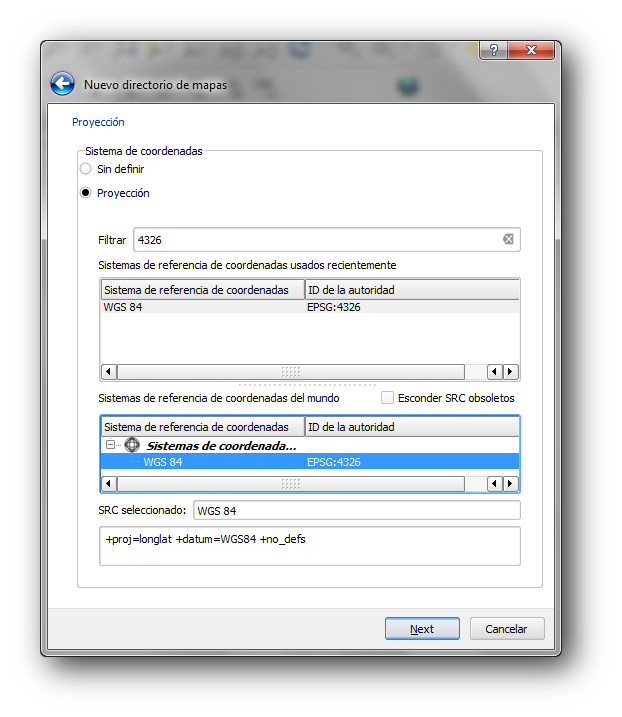 ?
Nuevo directorio de mapas
Proyección
Sistema de coordenadas
Sin definir
Proyección
Filtrar 4326
Sistemas de referencia de coordenadas usados recientemente
Sistema de referencia de coordenadas ID de la autoridad
WGS 84 EPSG:4326
Sistemas de referencia de coordenadas del mundo Esconder SRC obsoletos
Sistema de referencia de coordenadas ID de la autoridad
Sistemas de coordenada...
WGS 84 EPSG:4326
SRC seleccionado: WGS 84
+proj=longlat +datum=WGS84 +no_defs
Next Cancelar